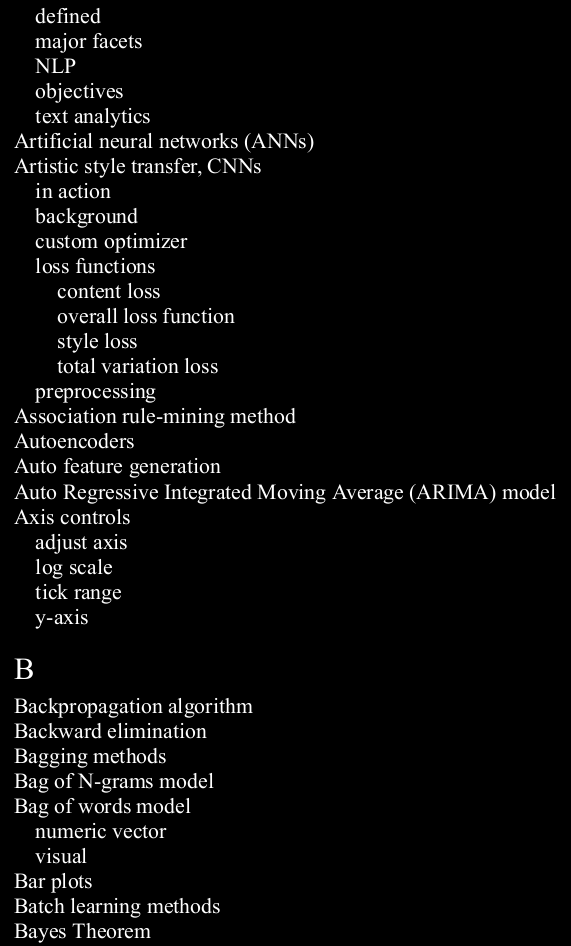 defined
major facets
NLP
objectives
text analytics
Artificial neural networks (ANNs)
Artistic style transfer, CNNs
in action
background
custom optimizer
loss functions
content loss
overall loss function
style loss
total variation loss
preprocessing
Association rule-mining method
Autoencoders
Auto feature generation
Auto Regressive Integrated Moving Average (ARIMA) model
Axis controls
adjust axis
log scale
tick range
y-axis
B
Backpropagation algorithm
Backward elimination
Bagging methods
Bag of N-grams model
Bag of words model
numeric vector
visual
Bar plots
Batch learning methods
Bayes Theorem